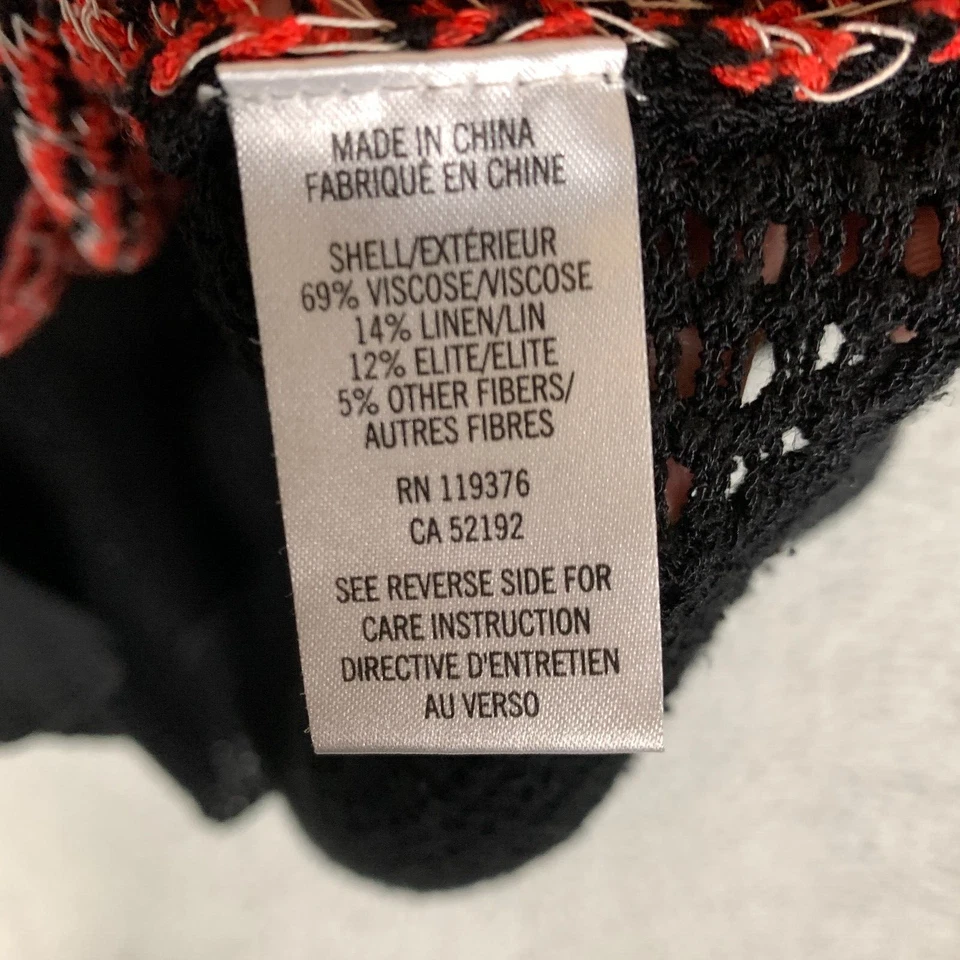 MADE IN CHINA
FABRIQUÉ EN CHINE
SHELL/EXTÉRIEUR
69% VISCOSE/VISCOSE
14% LINEN/LIN
12% ELITE/ELITE
5% OTHER FIBERS/
AUTRES FIBRES
RN 119376
CA 52192
SEE REVERSE SIDE FOR
CARE INSTRUCTION
DIRECTIVE D'ENTRETIEN
AU VERSO